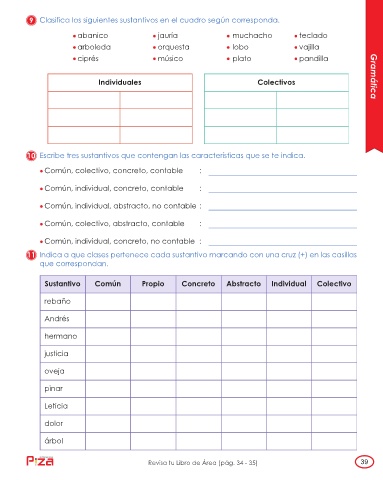 9 Clasifico los siguientes sustantivos en el cuadro según corresponda.
• abanico • jauría • muchacho • teclado
• arboleda • orquesta • lobo • vajilla
• ciprés • músico • plato • pandilla
Gramática
Individuales Colectivos
10 Escribe tres sustantivos que contengan las características que se te indica.
• Común, colectivo, concreto, contable :
• Común, individual, concreto, contable :
• Común, individual, abstracto, no contable :
• Común, colectivo, abstracto, contable :
• Común, individual, concreto, no contable :
11 Indica a que clases pertenece cada sustantivo marcando con una cruz (+) en las casillas
que correspondan.
Sustantivo Común Propio Concreto Abstracto Individual Colectivo
rebaño
Andrés
hermano
justicia
oveja
pinar
Leticia
dolor
árbol
Pizza
Revisa tu Libro de Área (pág. 34 - 35)
39